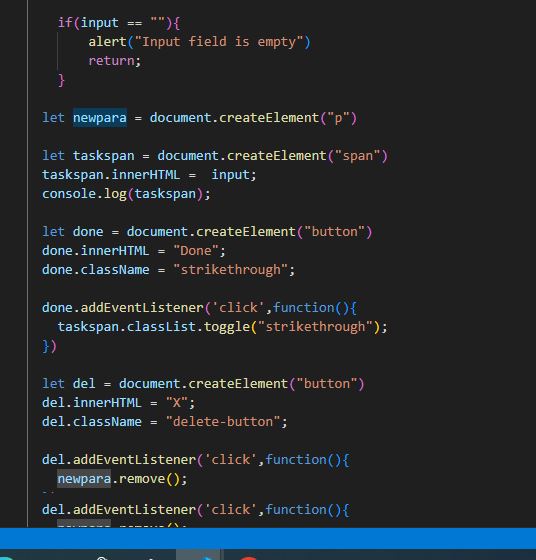 if(input == ""){
alert("Input field is empty")
return;
}
let newpara = document.createElement("p")
let taskspan = document.createElement("span")
taskspan.innerHTML =  input;
console.log(taskspan);
let done = document.createElement("button")
done.innerHTML = "Done";
done.className = "strikethrough";
done.addEventListener('click',function(){
taskspan.classList.toggle("strikethrough");
})
let del = document.createElement("button")
del.innerHTML = "X";
del.className = "delete-button";
del.addEventListener('click',function(){
newpara.remove();
del.addEventListener('click',function(){